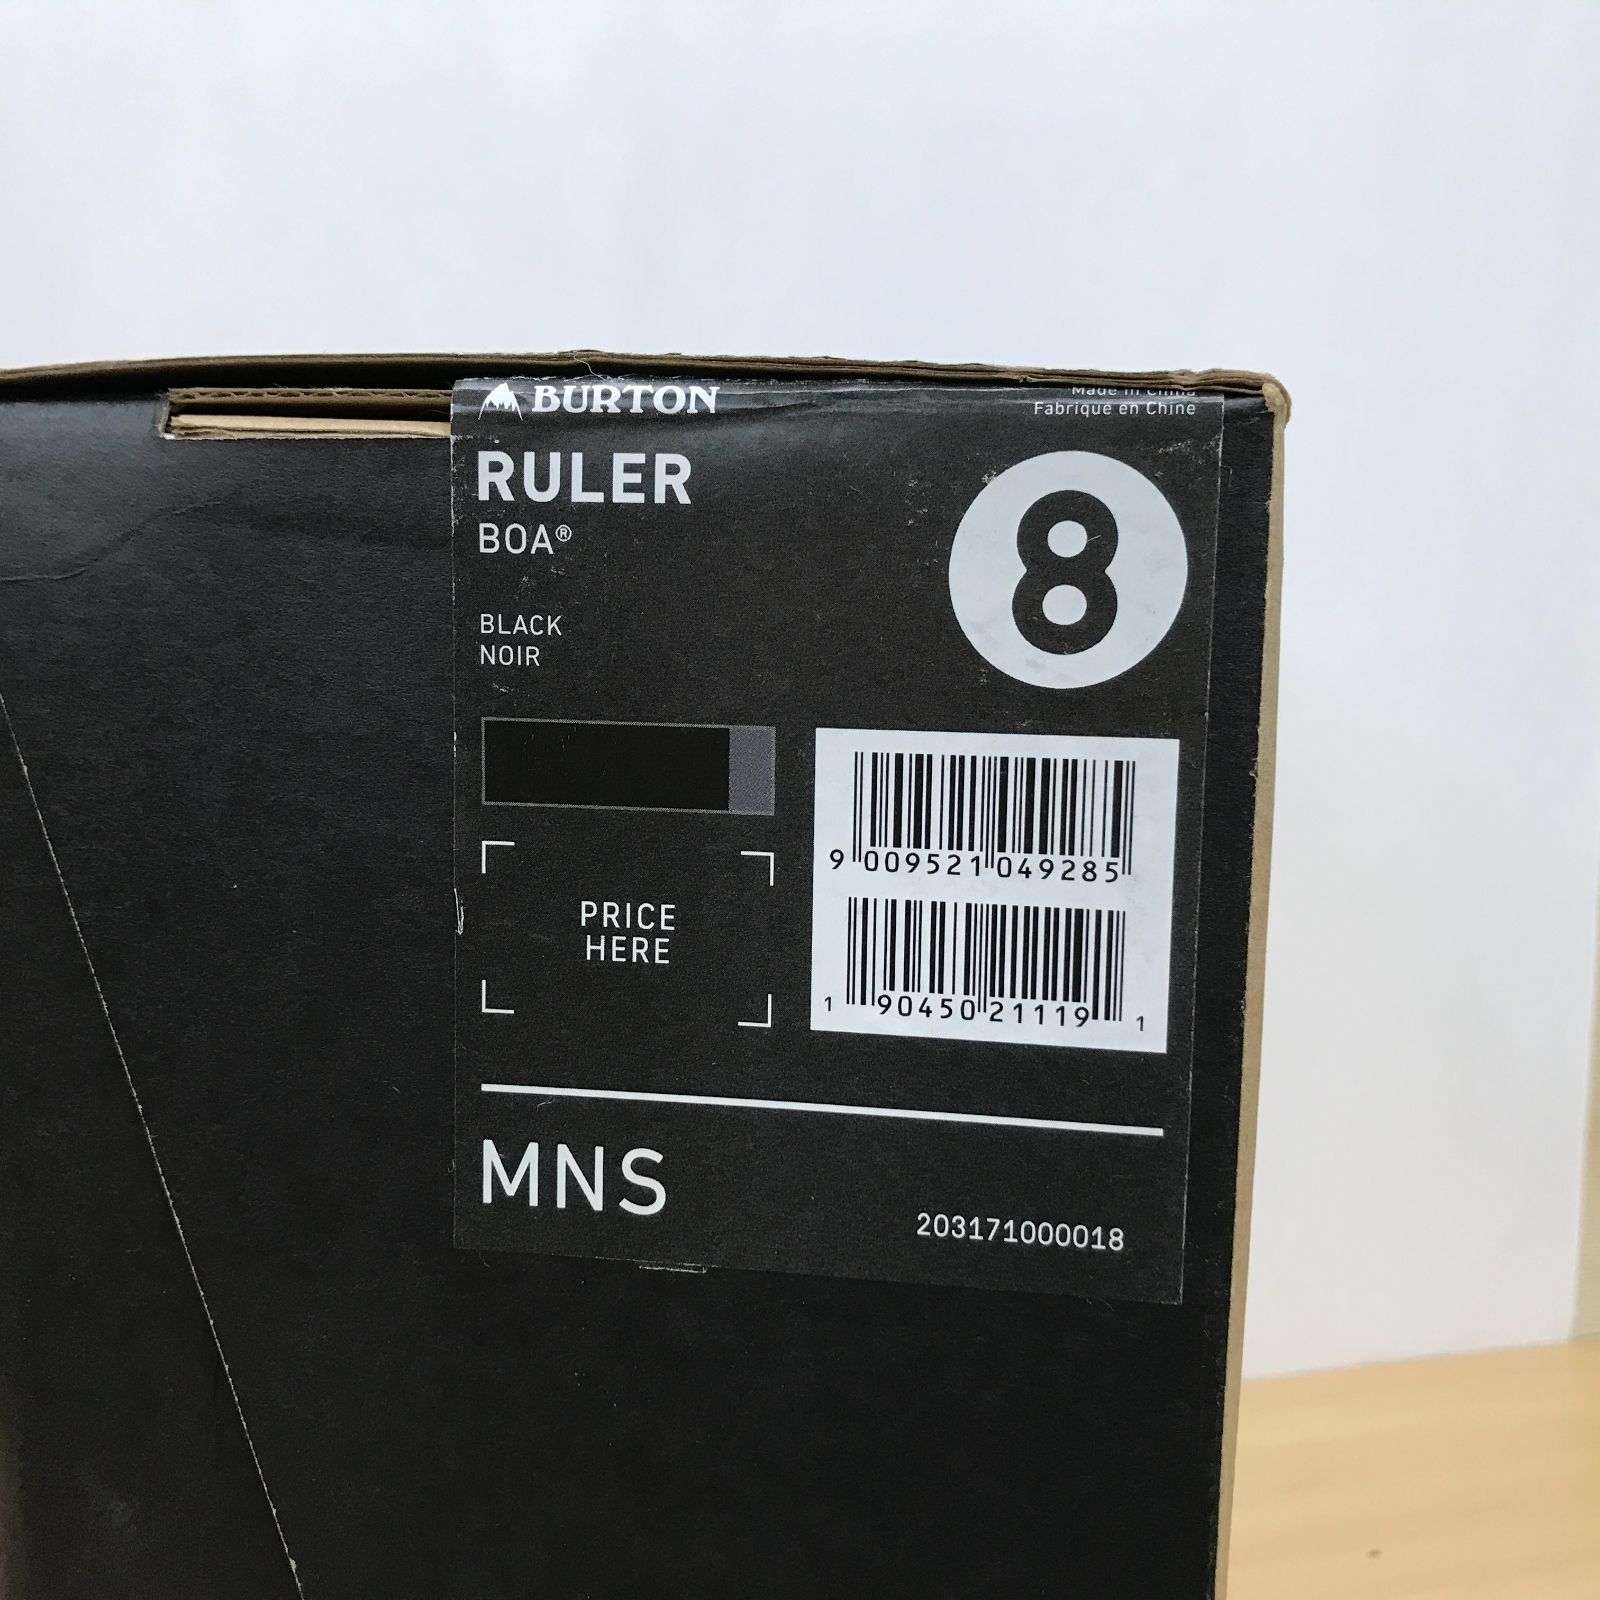 BURTON
Made in China
Fabriqué en Chine
RULER
BOA®
8
BLACK
NOIR
9 009521 049285
PRICE
HERE
1 90450 21119 1
MNS
203171000018